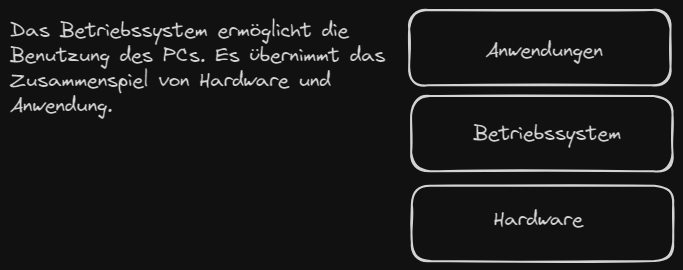 Das Betriebssystem ermöglicht die
Benutzung des PCs. Es übernimmt das
Zusammenspiel von Hardware und
Anwendung.
Anwendungen
Betriebssystem
Hardware